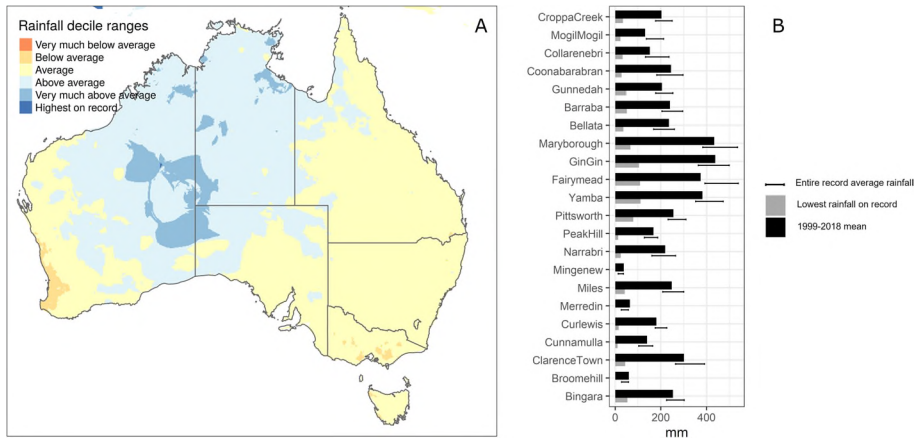 Rainfall decile ranges
Very much below average
Below average
Average
Above average
Very much above average
Highest on record
A
B
CroppaCreek
MogilMogil
Collarenebri
Coonabarabran
Gunnedah
Barraba
Bellata
Maryborough
GinGin
Fairymead
Yamba
Pittsworth
PeakHill
Narrabri
Mingenew
Miles
Merredin
Curlewis
Cunnamulla
ClarenceTown
Broomehill
Bingara
0 200 400
mm
Entire record average rainfall
Lowest rainfall on record
1999-2018 mean